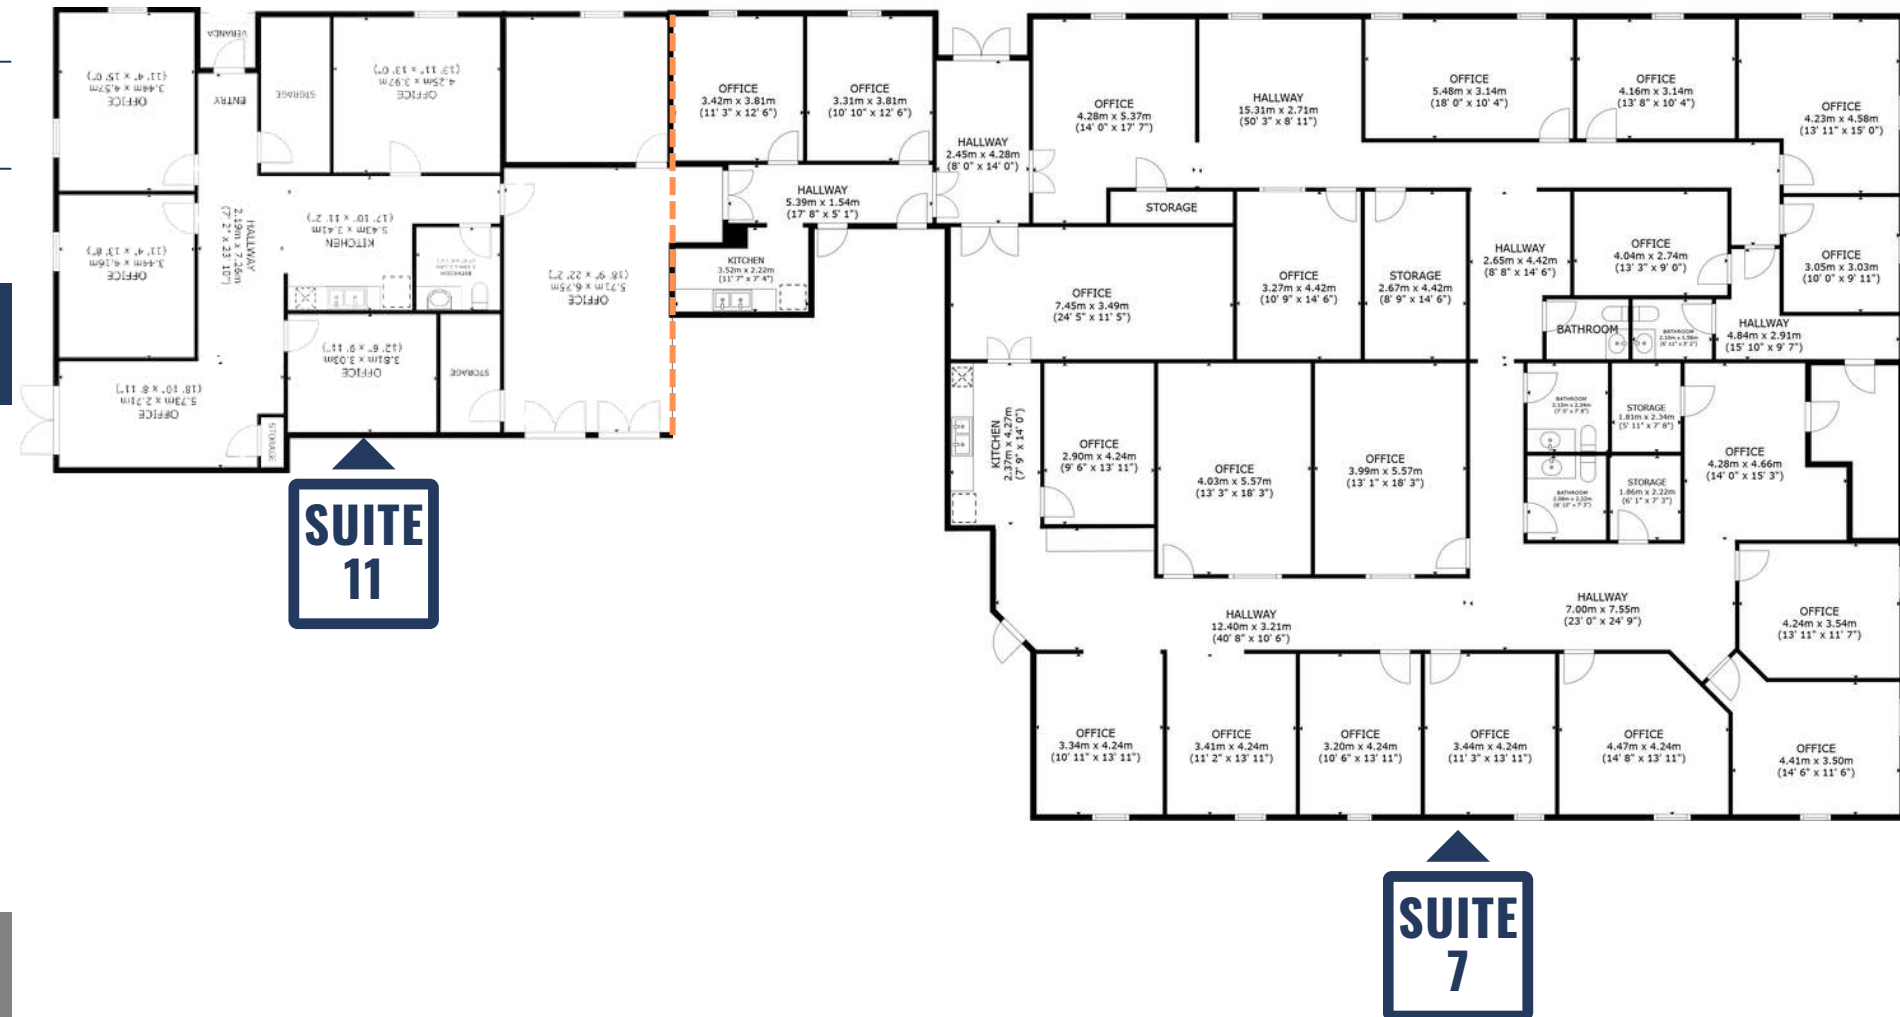 VERANDA
ENTRY
OFFICE
3.44m x 4.57m
(11' 4" x 15' 0")
STORAGE
OFFICE
4.25m x 3.97m
(13' 11" x 13' 0")
OFFICE
3.44m x 4.16m
(11' 4" x 13' 8")
HALLWAY
2.19m x 7.26m
(7' 2" x 23' 10")
KITCHEN
5.43m x 3.41m
(17' 10" x 11' 2")
BATHROOM
OFFICE
5.71m x 6.75m
(18' 9" x 22' 2")
OFFICE
3.81m x 3.03m
(12' 6" x 9' 11")
STORAGE
OFFICE
5.73m x 2.71m
(18' 10" x 8' 11")
STORAGE
SUITE
11
OFFICE
3.42m x 3.81m
(11' 3" x 12' 6")
OFFICE
3.31m x 3.81m
(10' 10" x 12' 6")
HALLWAY
5.39m x 1.54m
(17' 8" x 5' 1")
KITCHEN
3.52m x 2.22m
(11' 7" x 7' 4")
HALLWAY
2.45m x 4.28m
(8' 0" x 14' 0")
OFFICE
4.28m x 5.37m
(14' 0" x 17' 7")
HALLWAY
15.31m x 2.71m
(50' 3" x 8' 11")
OFFICE
5.48m x 3.14m
(18' 0" x 10' 4")
OFFICE
4.16m x 3.14m
(13' 8" x 10' 4")
OFFICE
4.23m x 4.58m
(13' 11" x 15' 0")
STORAGE
OFFICE
7.45m x 3.49m
(24' 5" x 11' 5")
OFFICE
3.27m x 4.42m
(10' 9" x 14' 6")
STORAGE
2.67m x 4.42m
(8' 9" x 14' 6")
HALLWAY
2.65m x 4.42m
(8' 8" x 14' 6")
OFFICE
4.04m x 2.74m
(13' 3" x 9' 0")
OFFICE
3.05m x 3.03m
(10' 0" x 9' 11")
BATHROOM
BATHROOM
HALLWAY
4.84m x 2.91m
(15' 10" x 9' 7")
KITCHEN
2.37m x 4.27m
(7' 9" x 14' 0")
OFFICE
2.90m x 4.24m
(9' 6" x 13' 11")
OFFICE
4.03m x 5.57m
(13' 3" x 18' 3")
OFFICE
3.99m x 5.57m
(13' 1" x 18' 3")
BATHROOM
STORAGE
1.81m x 2.34m
(5' 11" x 7' 8")
OFFICE
4.28m x 4.66m
(14' 0" x 15' 3")
BATHROOM
STORAGE
1.86m x 2.22m
(6' 1" x 7' 3")
HALLWAY
12.40m x 3.21m
(40' 8" x 10' 6")
HALLWAY
7.00m x 7.55m
(23' 0" x 24' 9")
OFFICE
4.24m x 3.54m
(13' 11" x 11' 7")
OFFICE
3.34m x 4.24m
(10' 11" x 13' 11")
OFFICE
3.41m x 4.24m
(11' 2" x 13' 11")
OFFICE
3.20m x 4.24m
(10' 6" x 13' 11")
OFFICE
3.44m x 4.24m
(11' 3" x 13' 11")
OFFICE
4.47m x 4.24m
(14' 8" x 13' 11")
OFFICE
4.41m x 3.50m
(14' 6" x 11' 6")
SUITE
7